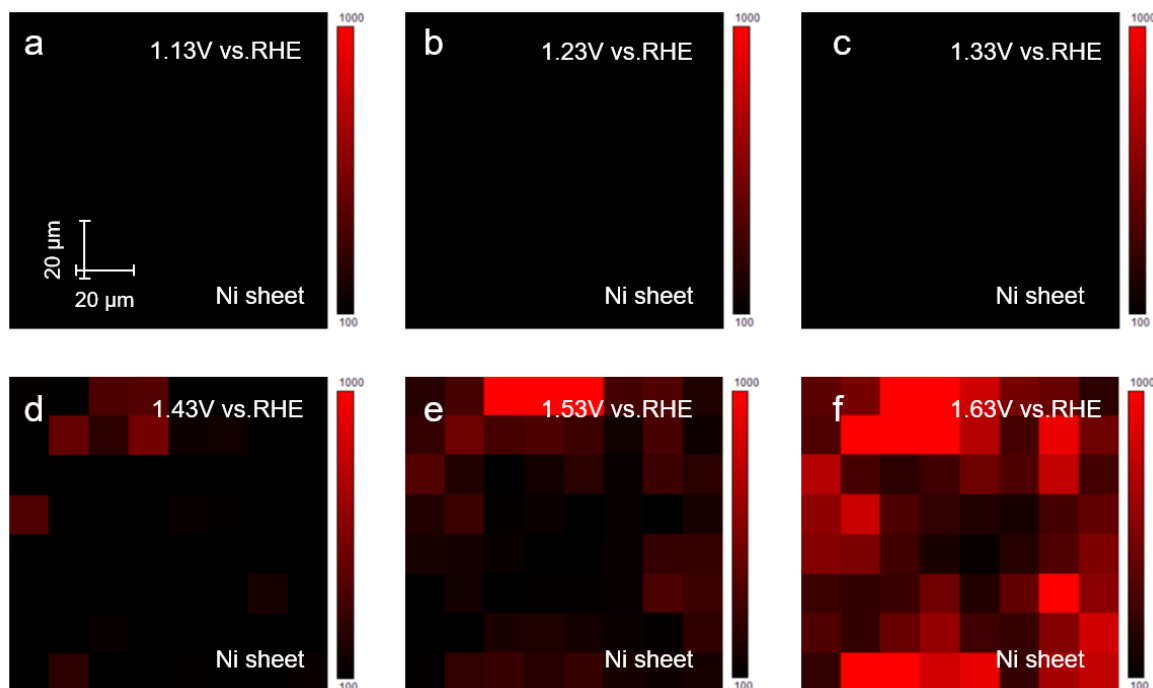 a
1.13V vs.RHE
1000
100
20 μm
20 μm
Ni sheet
b
1.23V vs.RHE
1000
100
Ni sheet
c
1.33V vs.RHE
1000
100
Ni sheet
d
1.43V vs.RHE
1000
100
Ni sheet
e
1.53V vs.RHE
1000
100
Ni sheet
f
1.63V vs.RHE
1000
100
Ni sheet